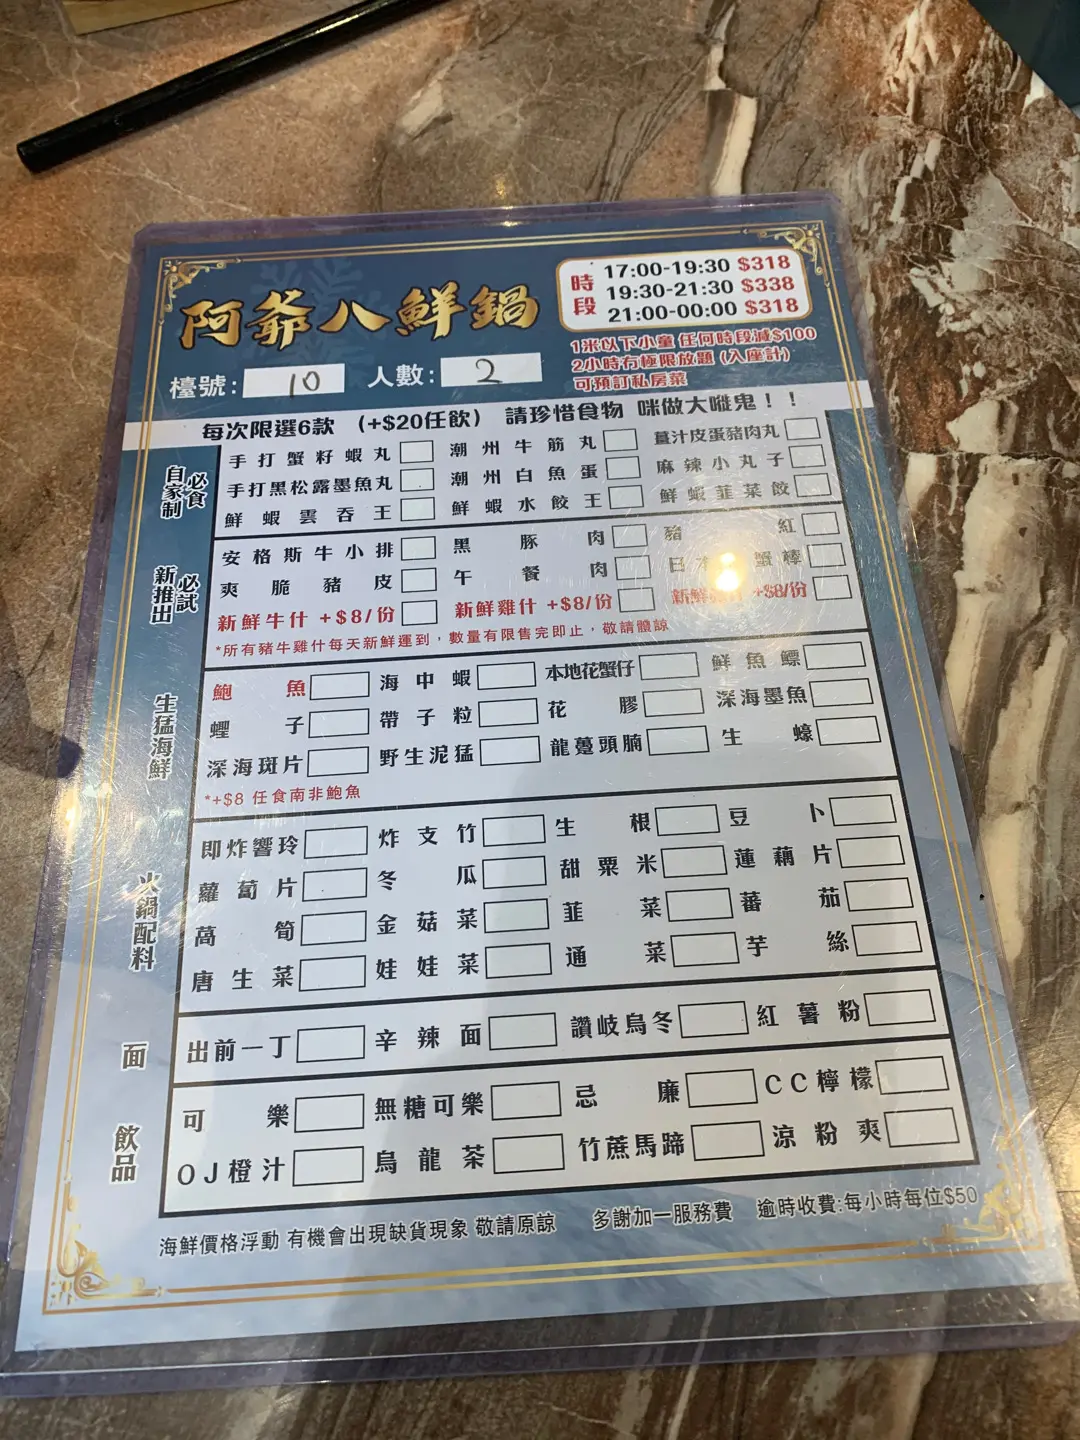 阿爺八鮮鍋
時段
17:00-19:30 $318
19:30-21:30 $338
21:00-00:00 $318
1米以下小童 任何時段減$100
2小時冇極限放題 (入座計)
可預訂私房菜
檯號: 10 人數: 2
每次限選6款 (+$20任飲) 請珍惜食物 咪做大嘥鬼！！
自家制 必食
手打蟹籽蝦丸 潮州牛筋丸 薑汁皮蛋豬肉丸
手打黑松露墨魚丸 潮州白魚蛋 麻辣小丸子
鮮蝦雲吞王 鮮蝦水餃王 鮮蝦韮菜餃
新推出 必試
安格斯牛小排 黑豚肉 豬紅
爽脆豬皮 午餐肉 日本蟹棒
新鮮牛什 +$8/份 新鮮雞什 +$8/份 新鮮什 +$8/份
*所有豬牛雞什每天新鮮運到，數量有限售完即止，敬請體諒
生猛海鮮
鮑魚 海中蝦 本地花蟹仔 鮮魚鰾
蟶子 帶子粒 花膠 深海墨魚
深海斑片 野生泥鯭 龍躉頭腩 生蠔
*+$8 任食南非鮑魚
火鍋配料
即炸響玲 炸支竹 生根 豆卜
蘿蔔片 冬瓜 甜粟米 蓮藕片
萵筍 金菇菜 韮菜 蕃茄
唐生菜 娃娃菜 通菜 芋絲
面
出前一丁 辛辣面 讚岐烏冬 紅薯粉
飲品
可樂 無糖可樂 忌廉 CC檸檬
OJ橙汁 烏龍茶 竹蔗馬蹄 涼粉爽
海鮮價格浮動 有機會出現缺貨現象 敬請原諒 多謝加一服務費 逾時收費:每小時每位$50